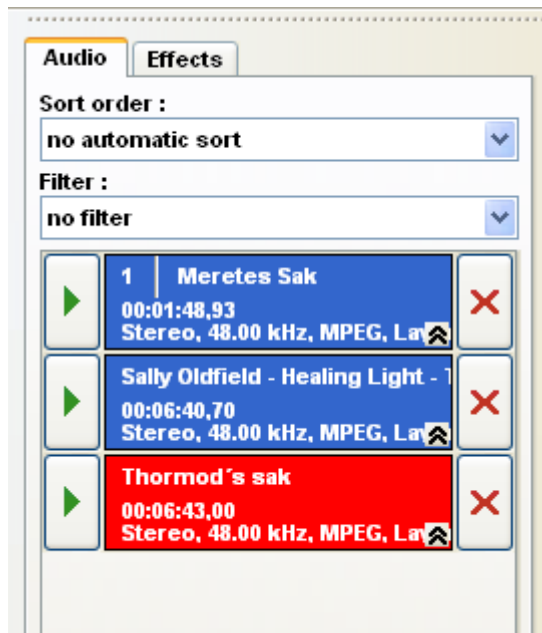 Audio Effects
Sort order :
no automatic sort
Filter :
no filter
1 Meretes Sak
00:01:48,93
Stereo, 48.00 kHz, MPEG,
Sally Oldfield - Healing Light -
00:06:40,70
Stereo, 48.00 kHz, MPEG,
Thormod´s sak
00:06:43,00
Stereo, 48.00 kHz, MPEG,